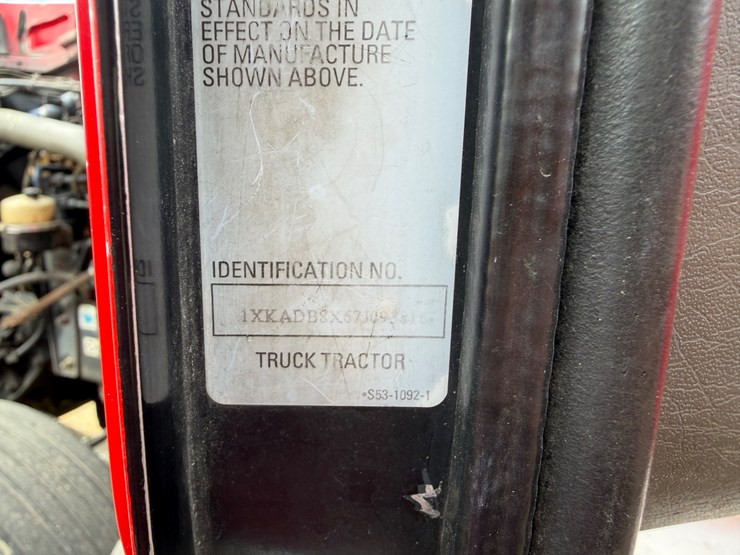 STANDARDS IN
EFFECT ON THE DATE
OF MANUFACTURE
SHOWN ABOVE.
IDENTIFICATION NO.
TRUCK TRACTOR
•S53-1092-1